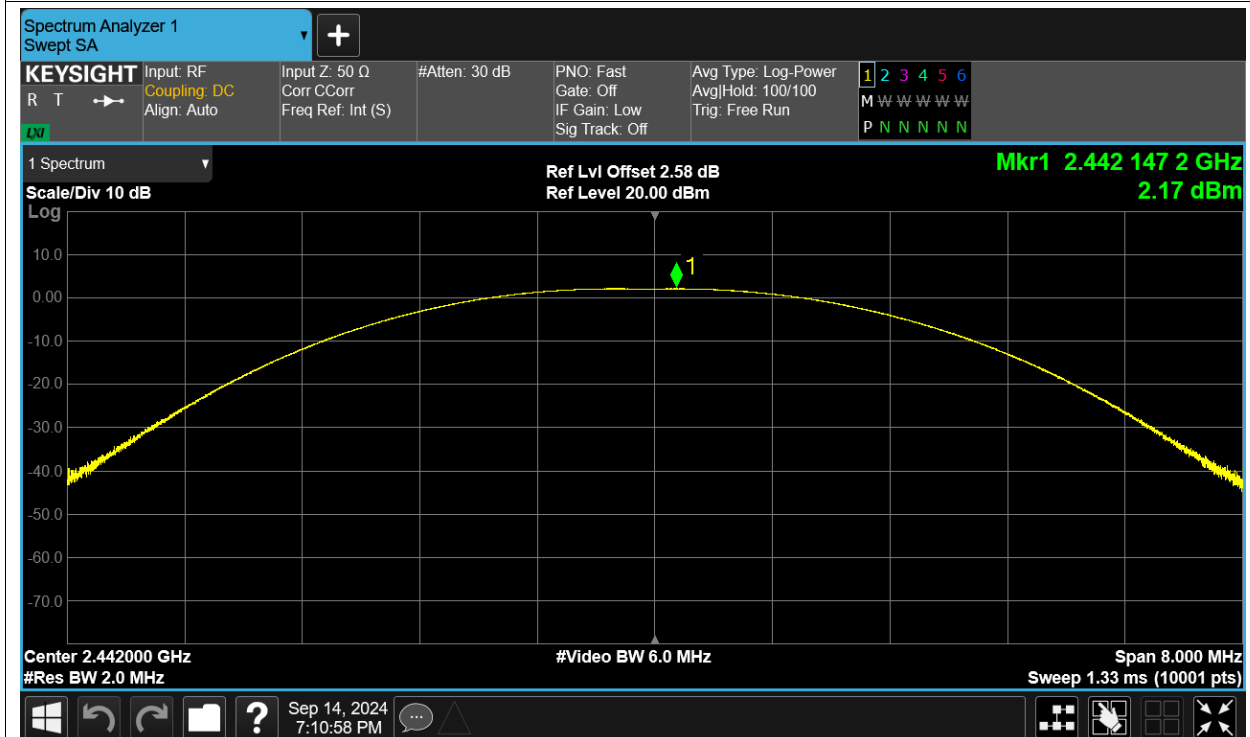 Spectrum Analyzer 1
Swept SA
+
KEYSIGHT Input: RF Input Z: 50 Ω #Atten: 30 dB PNO: Fast Avg Type: Log-Power 1 2 3 4 5 6
R T Coupling: DC Corr CCorr Gate: Off Avg|Hold: 100/100 M W W W W W
Align: Auto Freq Ref: Int (S) IF Gain: Low Trig: Free Run
LXI Sig Track: Off P N N N N N
1 Spectrum Ref Lvl Offset 2.58 dB Mkr1 2.442 147 2 GHz
Scale/Div 10 dB Ref Level 20.00 dBm 2.17 dBm
Log
10.0
1
0.00
-10.0
-20.0
-30.0
-40.0
-50.0
-60.0
-70.0
Center 2.442000 GHz #Video BW 6.0 MHz Span 8.000 MHz
#Res BW 2.0 MHz Sweep 1.33 ms (10001 pts)
? Sep 14, 2024
7:10:58 PM